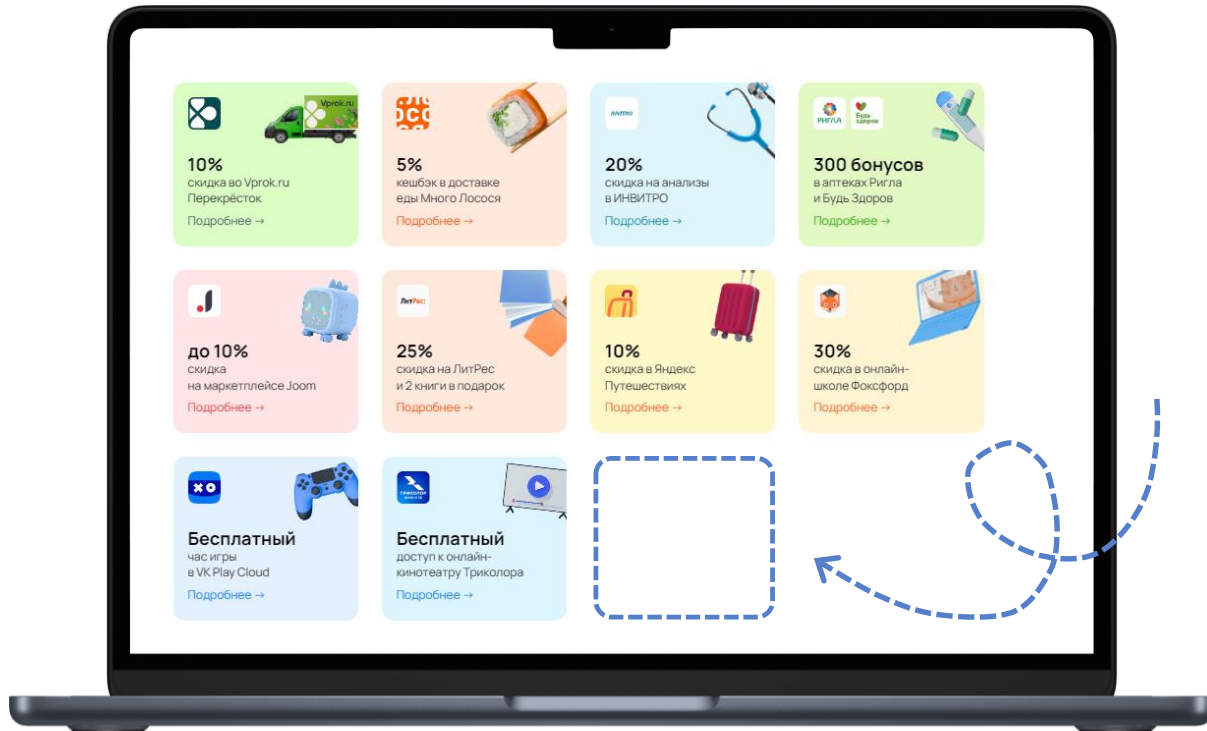 Vprok.ru
10%
скидка во Vprok.ru
Перекрёсток
Подробнее →
5%
кешбэк в доставке
еды Много Лосося
Подробнее →
INVITRO
20%
скидка на анализы
в ИНВИТРО
Подробнее →
РИГЛА
Будь здоров
300 бонусов
в аптеках Ригла
и Будь Здоров
Подробнее →
до 10%
скидка
на маркетплейсе Joom
Подробнее →
ЛитРес:
25%
скидка на ЛитРес
и 2 книги в подарок
Подробнее →
10%
скидка в Яндекс
Путешествиях
Подробнее →
30%
скидка в онлайн-
школе Фоксфорд
Подробнее →
Бесплатный
час игры
в VK Play Cloud
Подробнее →
ТРИКОЛОР
Бесплатный
доступ к онлайн-
кинотеатру Триколора
Подробнее →